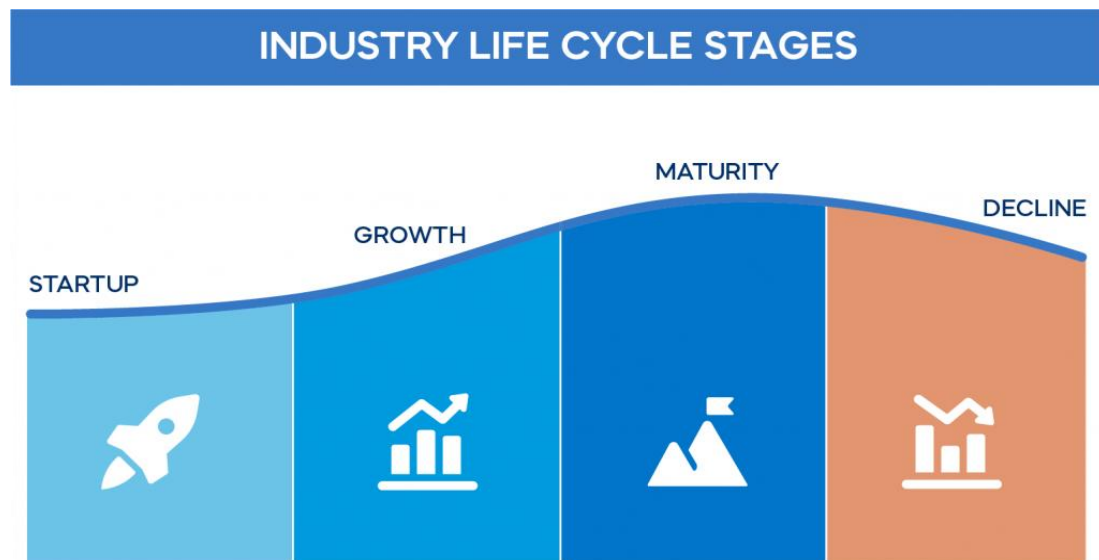 INDUSTRY LIFE CYCLE STAGES
STARTUP
GROWTH
MATURITY
DECLINE